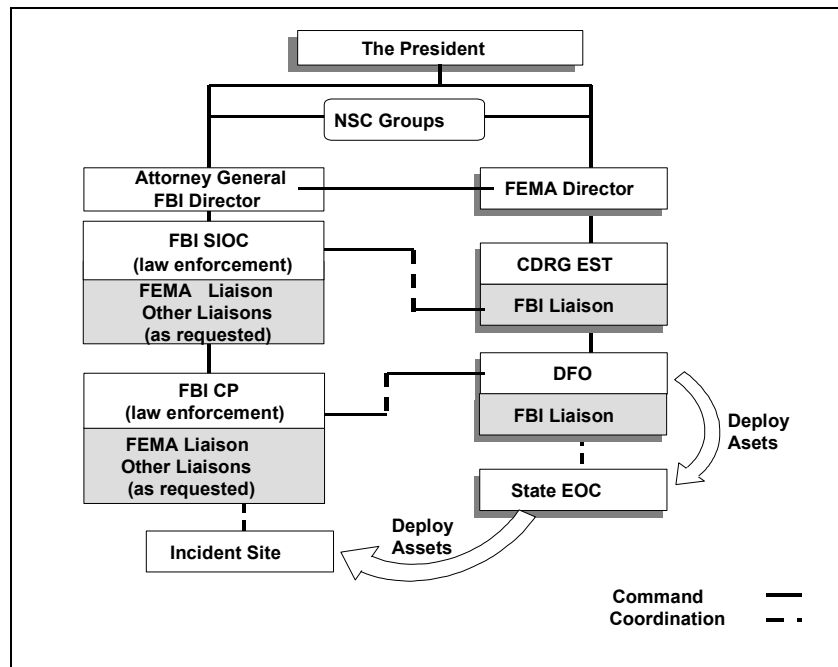 The President
NSC Groups
Attorney General
FBI Director
FEMA Director
FBI SIOC
(law enforcement)
FEMA Liaison
Other Liaisons
(as requested)
CDRG EST
FBI Liaison
FBI CP
(law enforcement)
FEMA Liaison
Other Liaisons
(as requested)
DFO
FBI Liaison
Deploy
Asets
State EOC
Incident Site
Deploy
Assets
Command
Coordination